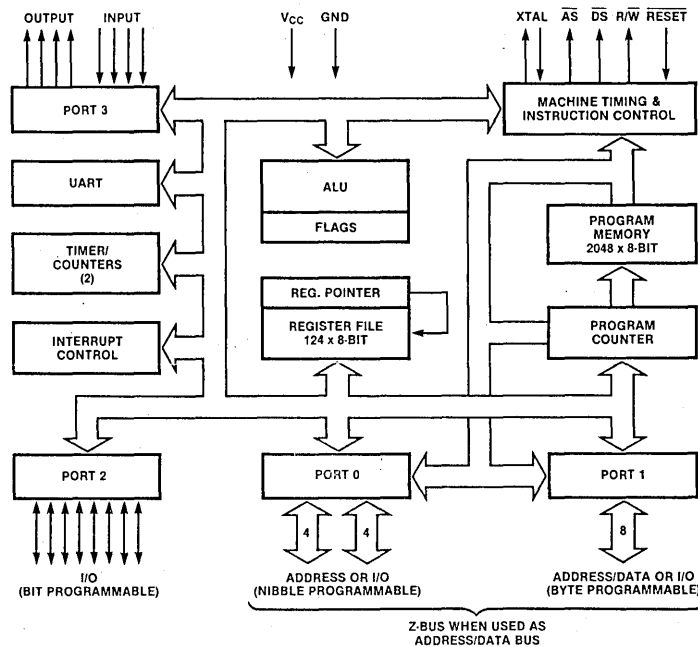 OUTPUT INPUT VCC GND XTAL AS DS R/W RESET
PORT 3
MACHINE TIMING &
INSTRUCTION CONTROL
UART
ALU
FLAGS
TIMER/
COUNTERS
(2)
PROGRAM
MEMORY
2048 x 8-BIT
REG. POINTER
REGISTER FILE
124 x 8-BIT
INTERRUPT
CONTROL
PROGRAM
COUNTER
PORT 2
PORT 0
PORT 1
4 4 8
I/O
(BIT PROGRAMMABLE)
ADDRESS OR I/O
(NIBBLE PROGRAMMABLE)
ADDRESS/DATA OR I/O
(BYTE PROGRAMMABLE)
Z-BUS WHEN USED AS
ADDRESS/DATA BUS